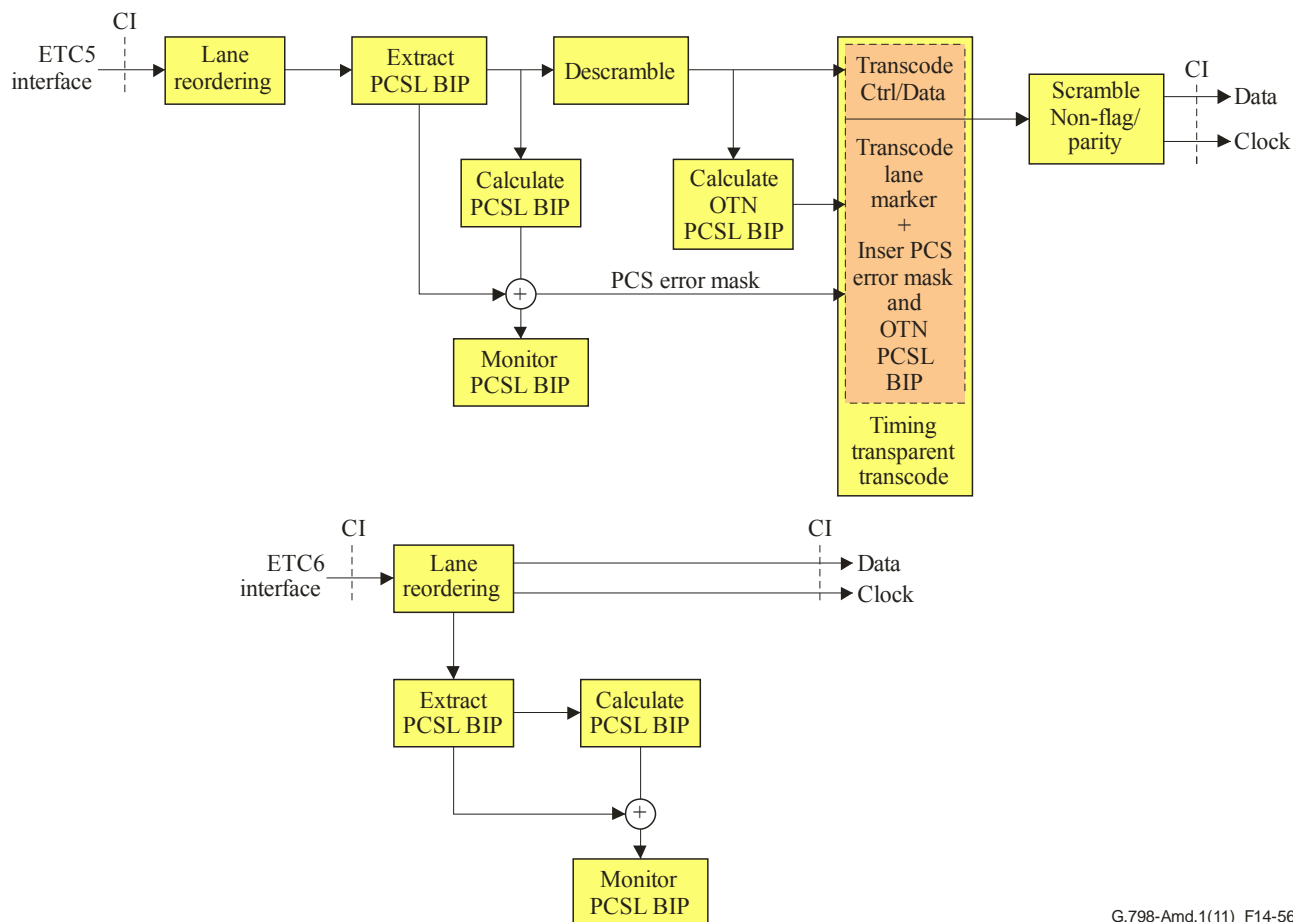 CI
ETC5
interface
Lane
reordering
Extract
PCSL BIP
Descramble
Transcode
Ctrl/Data
Scramble
Non-flag/
parity
CI
Data
Clock
Calculate
PCSL BIP
Calculate
OTN
PCSL BIP
Transcode
lane
marker
+
Inser PCS
error mask
and
OTN
PCSL
BIP
+
PCS error mask
Monitor
PCSL BIP
Timing
transparent
transcode
CI
ETC6
interface
Lane
reordering
CI
Data
Clock
Extract
PCSL BIP
Calculate
PCSL BIP
+
Monitor
PCSL BIP
G.798-Amd.1(11)_F14-56